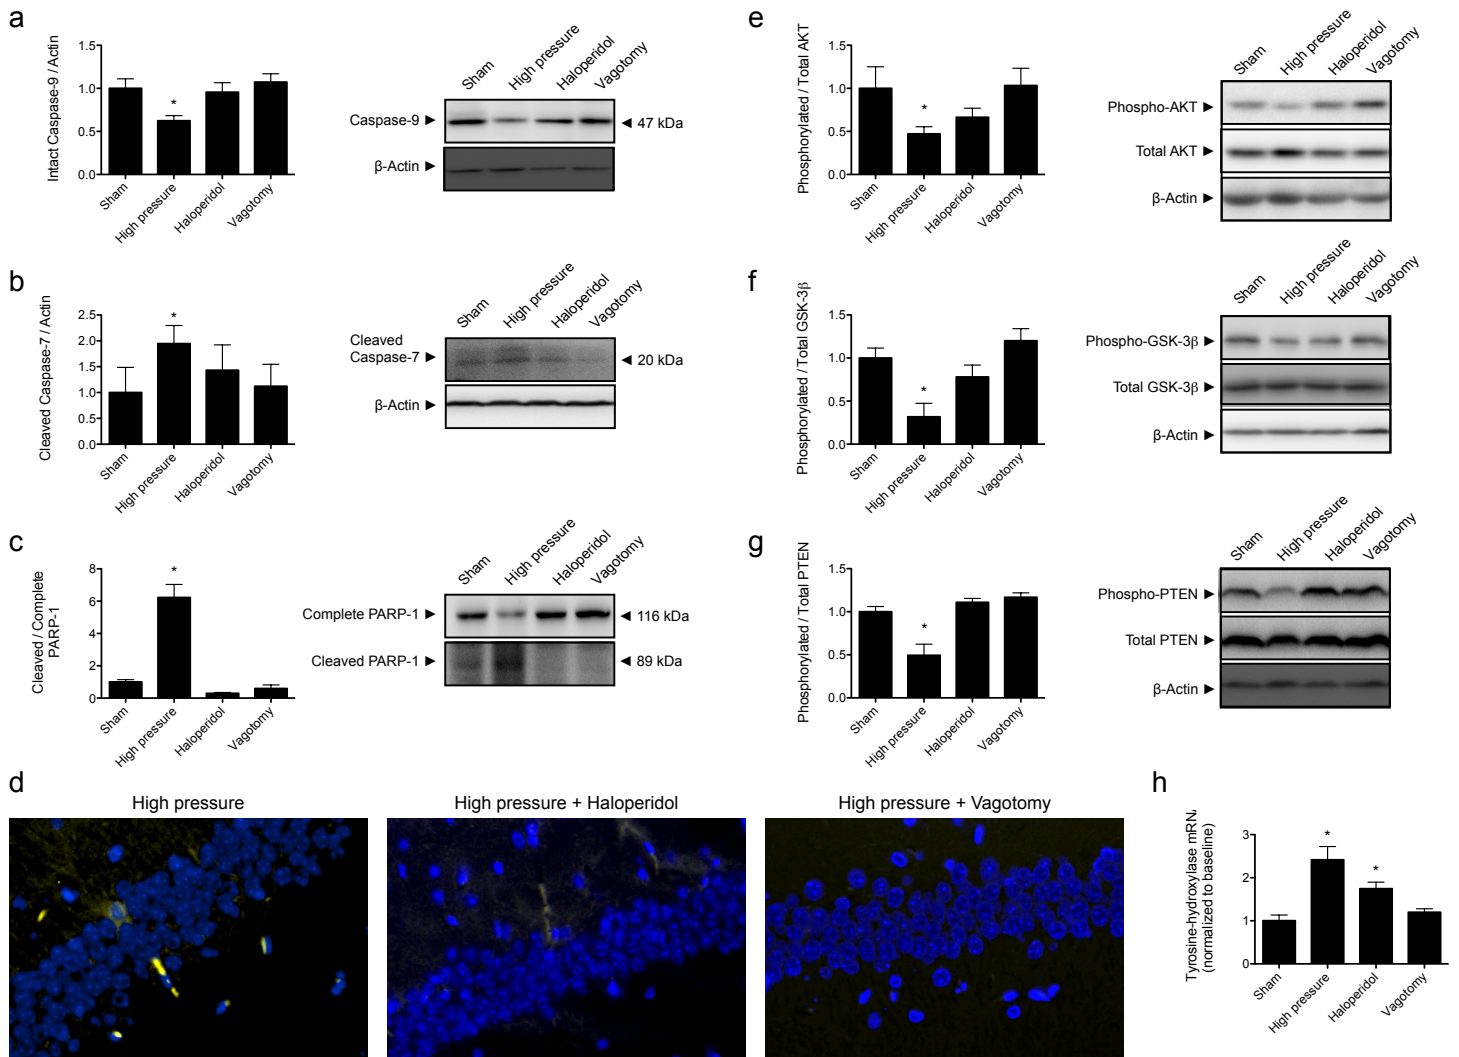 a
Intact Caspase-9 / Actin
1.5
1.0
0.5
0.0
*
Sham
High pressure
Haloperidol
Vagotomy
Sham
High pressure
Haloperidol
Vagotomy
Caspase-9
47 kDa
β-Actin
b
Cleaved Caspase-7 / Actin
2.5
2.0
1.5
1.0
0.5
0.0
*
Sham
High pressure
Haloperidol
Vagotomy
Sham
High pressure
Haloperidol
Vagotomy
Cleaved
Caspase-7
20 kDa
β-Actin
c
Cleaved / Complete
PARP-1
8
6
4
2
0
*
Sham
High pressure
Haloperidol
Vagotomy
Sham
High pressure
Haloperidol
Vagotomy
Complete PARP-1
116 kDa
Cleaved PARP-1
89 kDa
d
High pressure
High pressure + Haloperidol
High pressure + Vagotomy
e
Phosphorylated / Total AKT
1.5
1.0
0.5
0.0
*
Sham
High pressure
Haloperidol
Vagotomy
Sham
High pressure
Haloperidol
Vagotomy
Phospho-AKT
Total AKT
β-Actin
f
Phosphorylated / Total GSK-3β
1.5
1.0
0.5
0.0
*
Sham
High pressure
Haloperidol
Vagotomy
Sham
High pressure
Haloperidol
Vagotomy
Phospho-GSK-3β
Total GSK-3β
β-Actin
g
Phosphorylated / Total PTEN
1.5
1.0
0.5
0.0
*
Sham
High pressure
Haloperidol
Vagotomy
Sham
High pressure
Haloperidol
Vagotomy
Phospho-PTEN
Total PTEN
β-Actin
h
Tyrosine-hydroxylase mRN
(normalized to baseline)
3
2
1
0
*
*
Sham
High pressure
Haloperidol
Vagotomy